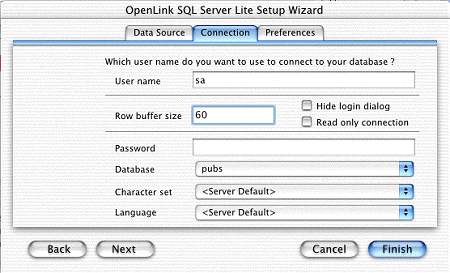 OpenLink SQL Server Lite Setup Wizard
Data Source Connection Preferences
Which user name do you want to use to connect to your database ?
User name sa
Row buffer size 60 Hide login dialog
Read only connection
Password
Database pubs
Character set <Server Default>
Language <Server Default>
Back Next Cancel Finish